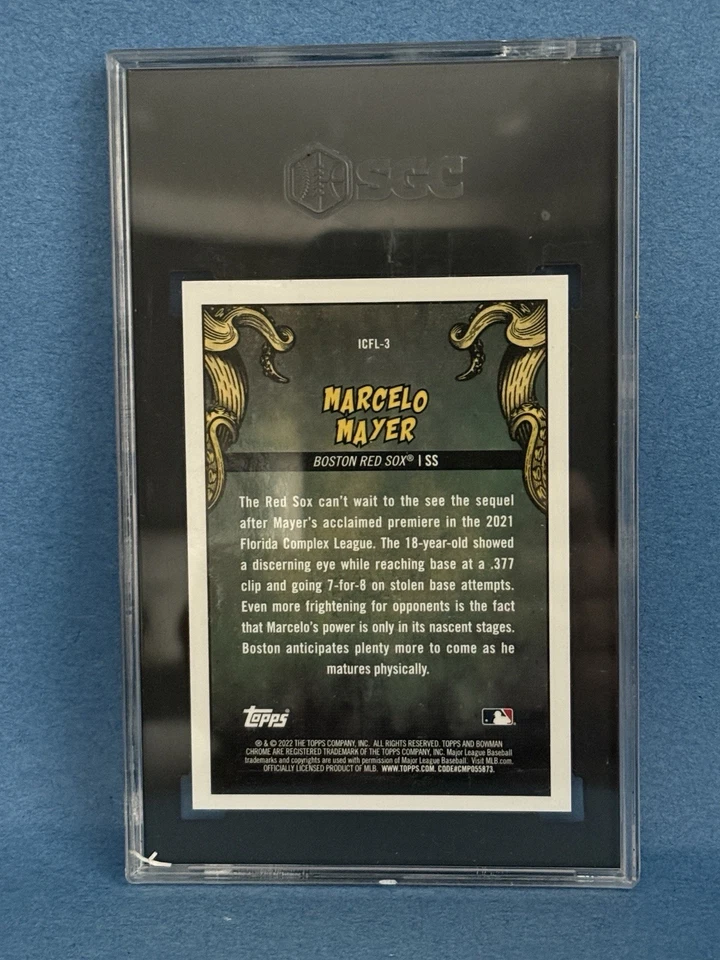 SGC
ICFL-3
MARCELO
MAYER
BOSTON RED SOX® | SS
The Red Sox can't wait to the see the sequel
after Mayer's acclaimed premiere in the 2021
Florida Complex League. The 18-year-old showed
a discerning eye while reaching base at a .377
clip and going 7-for-8 on stolen base attempts.
Even more frightening for opponents is the fact
that Marcelo's power is only in its nascent stages.
Boston anticipates plenty more to come as he
matures physically.
Topps®
® & © 2022 THE TOPPS COMPANY, INC. ALL RIGHTS RESERVED. TOPPS AND BOWMAN
CHROME ARE REGISTERED TRADEMARK OF THE TOPPS COMPANY, INC. Major League Baseball
trademarks and copyrights are used with permission of Major League Baseball. Visit MLB.com.
OFFICIALLY LICENSED PRODUCT OF MLB. WWW.TOPPS.COM. CODE#CMP055873.